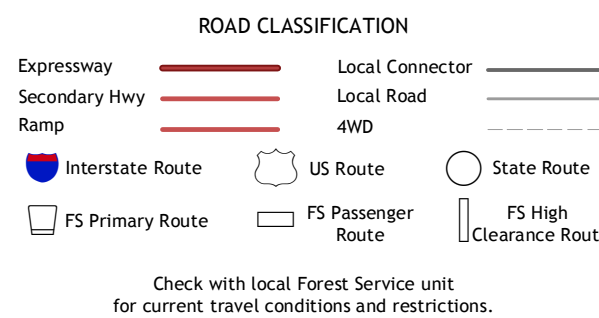 ROAD CLASSIFICATION
Expressway
Local Connector
Secondary Hwy
Local Road
Ramp
4WD
Interstate Route
US Route
State Route
FS Primary Route
FS Passenger
Route
FS High
Clearance Rout
Check with local Forest Service unit
for current travel conditions and restrictions.